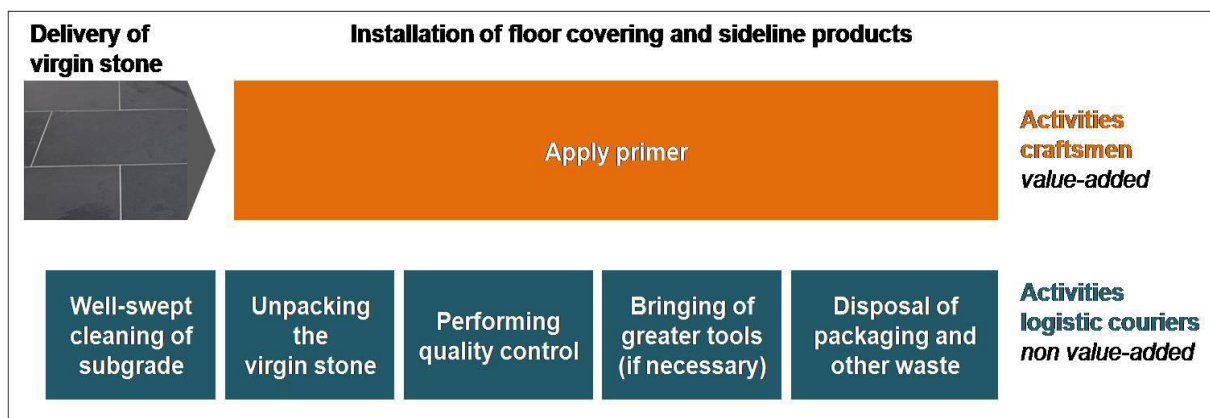 Delivery of
virgin stone
Installation of floor covering and sideline products
Apply primer
Activities
craftsmen
value-added
Well-swept
cleaning of
subgrade
Unpacking
the
virgin stone
Performing
quality control
Bringing of
greater tools
(if necessary)
Disposal of
packaging and
other waste
Activities
logistic couriers
non value-added